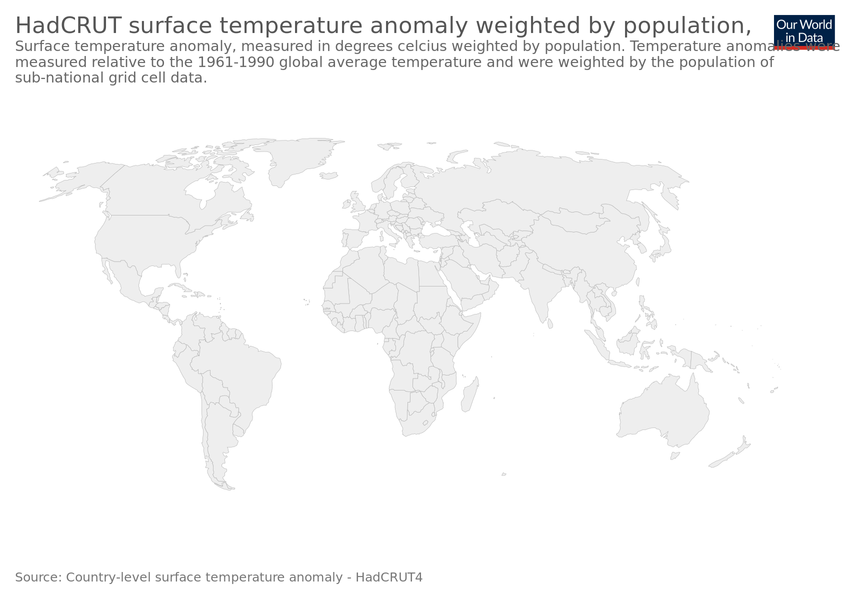 HadCRUT surface temperature anomaly weighted by population,
Our World
in Data
Surface temperature anomaly, measured in degrees celcius weighted by population. Temperature anomalies were
measured relative to the 1961-1990 global average temperature and were weighted by the population of
sub-national grid cell data.
Source: Country-level surface temperature anomaly - HadCRUT4